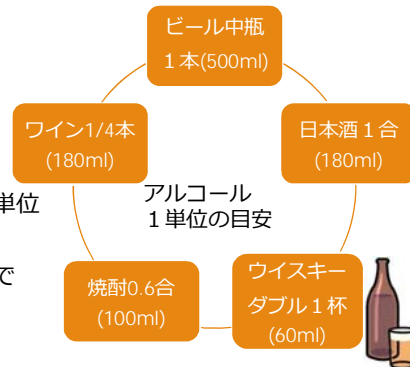 ビール中瓶
１本(500ml)
ワイン1/4本
(180ml)
日本酒１合
(180ml)
単位
アルコール
１単位の目安
で
焼酎0.6合
(100ml)
ウイスキー
ダブル１杯
(60ml)